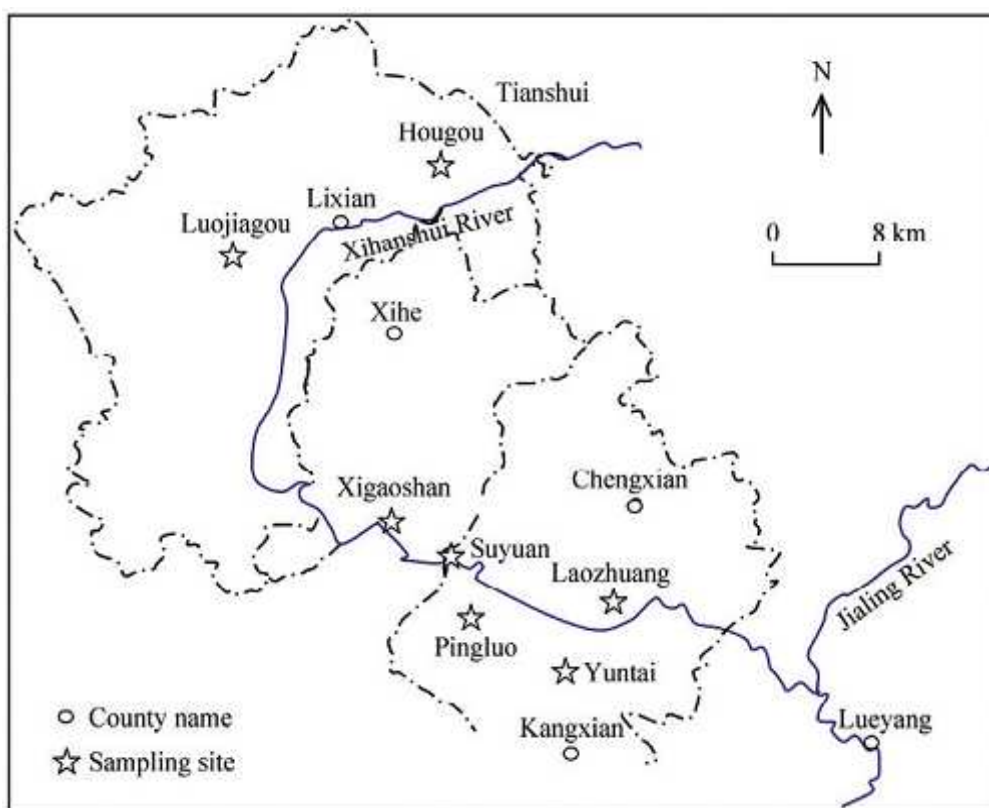 N
Tianshui
Hougou
Lixian
Luojiagou
Xihanshui River
0 8 km
Xihe
Chengxian
Xigaoshan
Suyuan
Laozhuang
Jialing River
Pingluo
Yuntai
County name
Kangxian
Lueyang
Sampling site